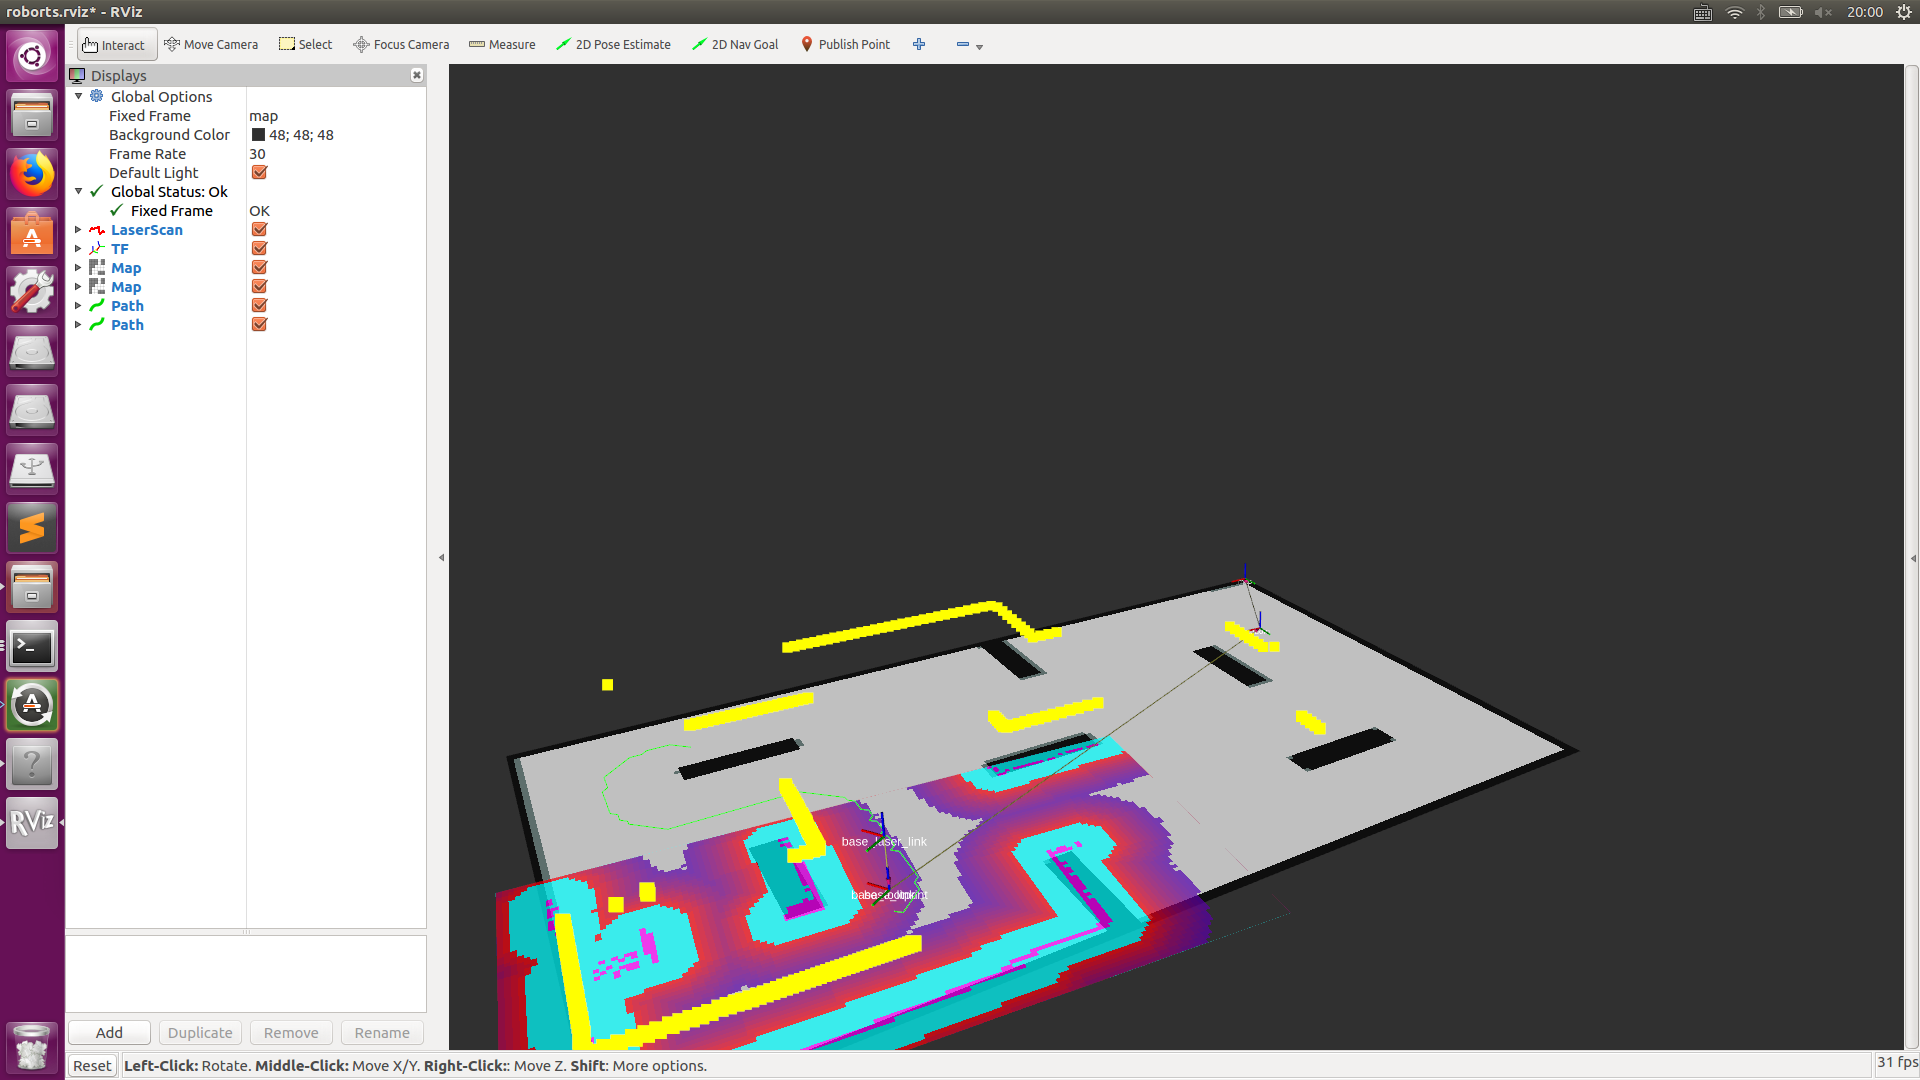 roborts.rviz* - RViz
20:00
Interact
Move Camera
Select
Focus Camera
Measure
2D Pose Estimate
2D Nav Goal
Publish Point
Displays
Global Options
Fixed Frame map
Background Color 48; 48; 48
Frame Rate 30
Default Light
Global Status: Ok
Fixed Frame OK
LaserScan
TF
Map
Map
Path
Path
base_laser_link
RViz
Add
Duplicate
Remove
Rename
Reset
Left-Click: Rotate. Middle-Click: Move X/Y. Right-Click:: Move Z. Shift: More options.
31 fps